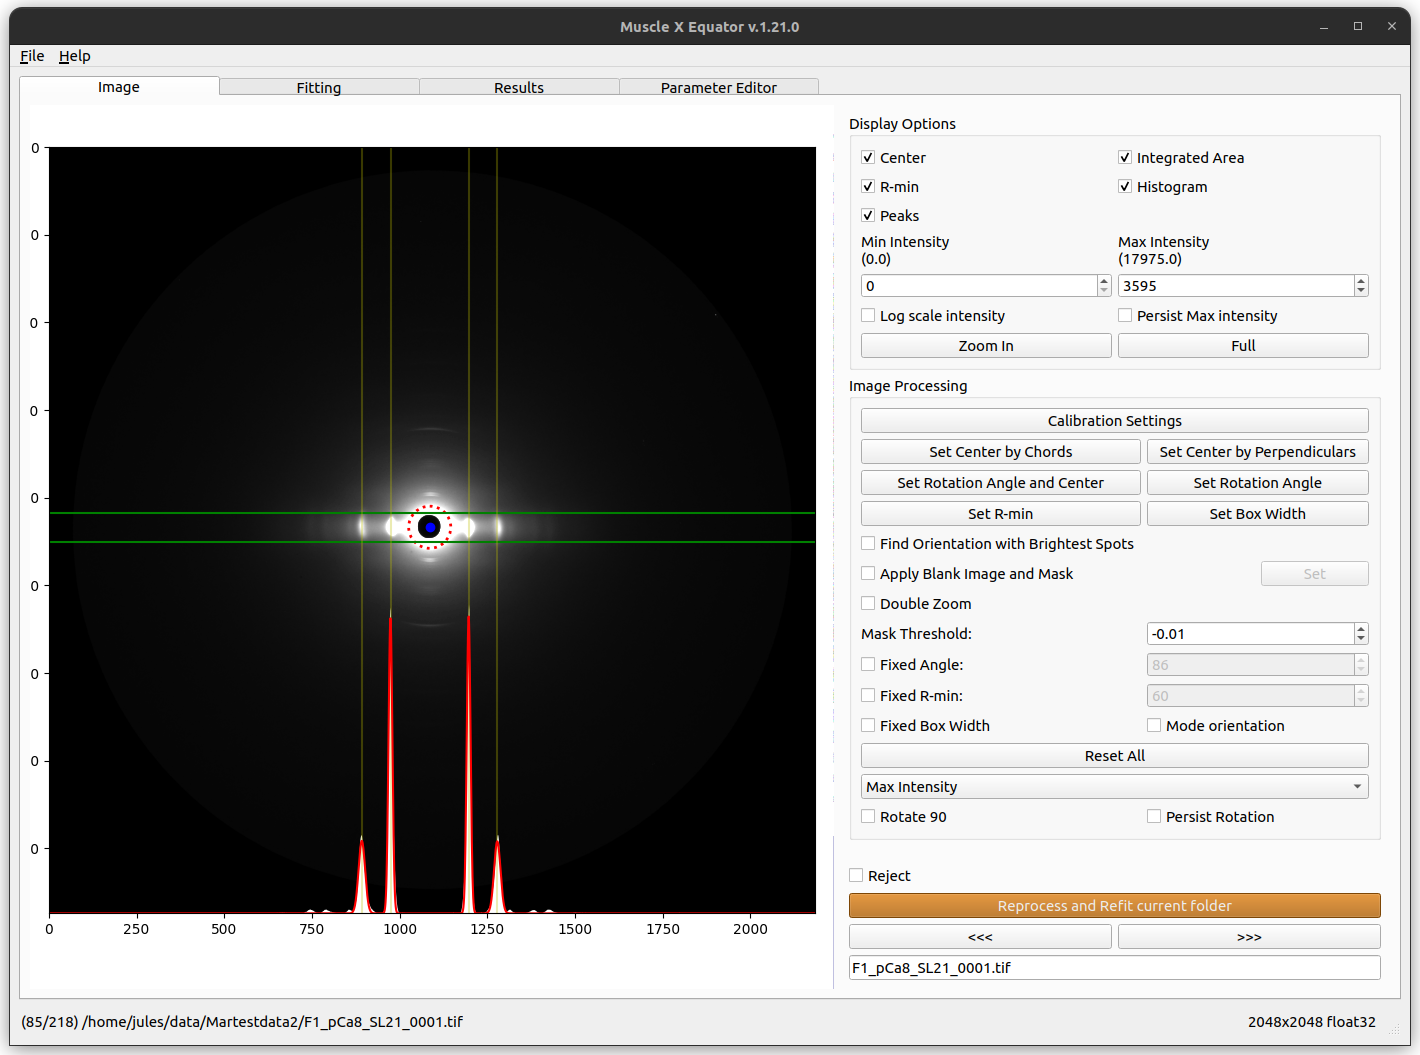 Muscle X Equator v.1.21.0
File Help
Image Fitting Results Parameter Editor
0
0
0
0
0
0
0
0
0
0 250 500 750 1000 1250 1500 1750 2000
Display Options
Center Integrated Area
R-min Histogram
Peaks
Min Intensity Max Intensity
(0.0) (17975.0)
0 3595
Log scale intensity Persist Max intensity
Zoom In Full
Image Processing
Calibration Settings
Set Center by Chords Set Center by Perpendiculars
Set Rotation Angle and Center Set Rotation Angle
Set R-min Set Box Width
Find Orientation with Brightest Spots
Apply Blank Image and Mask Set
Double Zoom
Mask Threshold: -0.01
Fixed Angle: 86
Fixed R-min: 60
Fixed Box Width Mode orientation
Reset All
Max Intensity
Rotate 90 Persist Rotation
Reject
Reprocess and Refit current folder
<<< >>>
F1_pCa8_SL21_0001.tif
(85/218) /home/jules/data/Martestdata2/F1_pCa8_SL21_0001.tif 2048x2048 float32